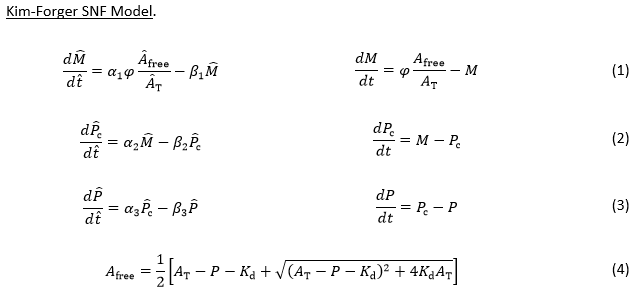 Kim-Forger SNF Model.
dM̂/dt̂ = α₁φ Â_free/Â_T − β₁M̂    dM/dt = φ A_free/A_T − M    (1)
dP̂_c/dt̂ = α₂M̂ − β₂P̂_c    dP_c/dt = M − P_c    (2)
dP̂/dt̂ = α₃P̂_c − β₃P̂    dP/dt = P_c − P    (3)
A_free = 1/2 [A_T − P − K_d + √((A_T − P − K_d)² + 4K_dA_T)]    (4)